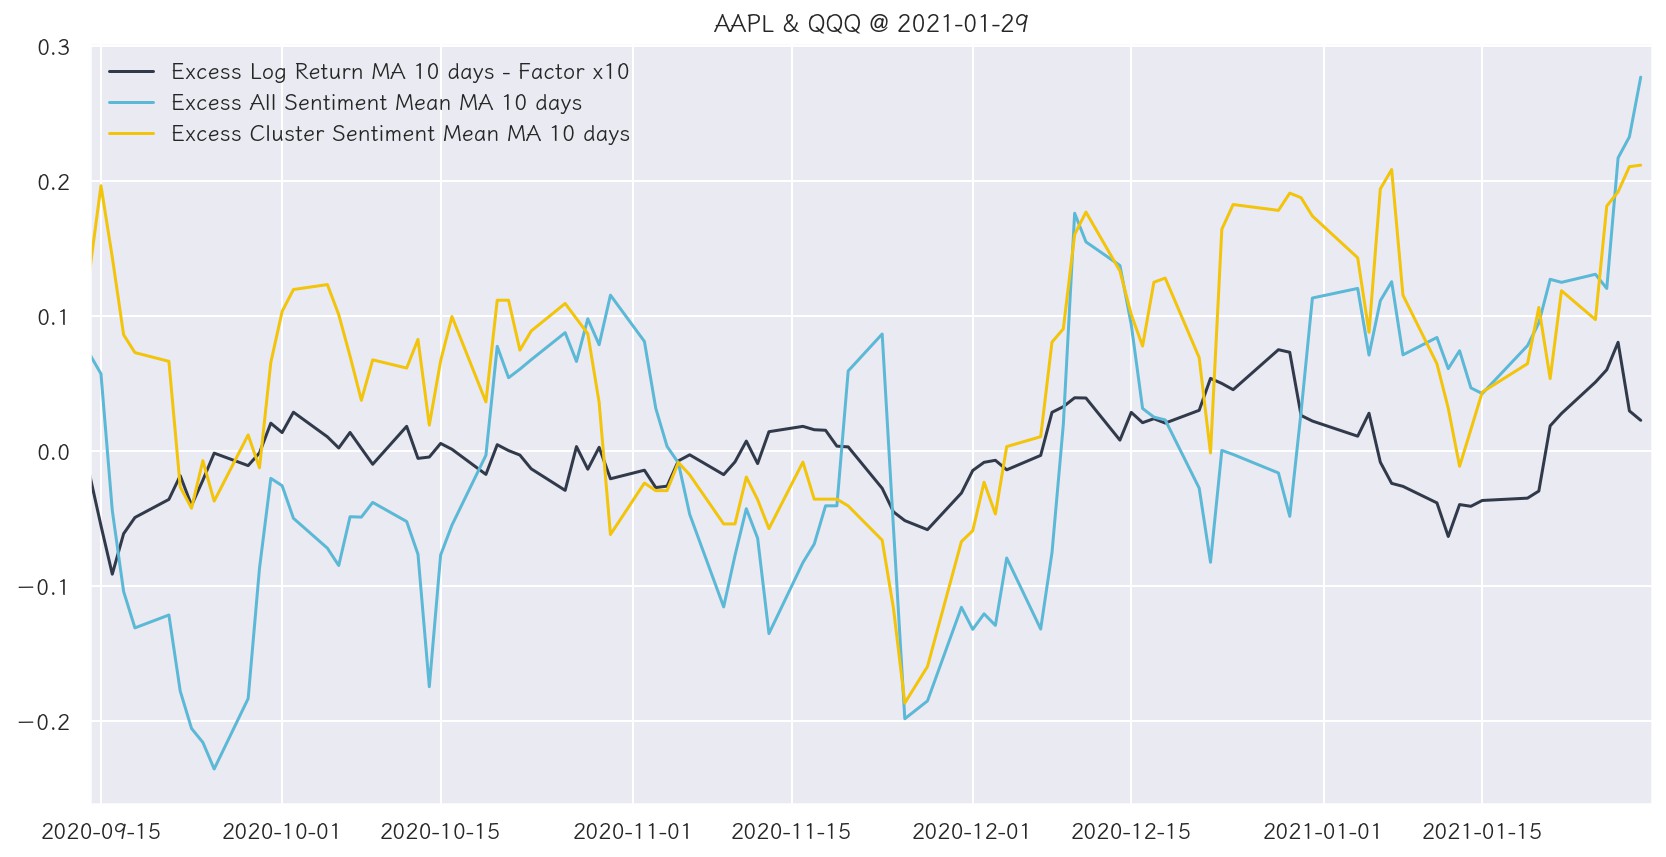 AAPL & QQQ @ 2021-01-29
Excess Log Return MA 10 days - Factor x10
Excess All Sentiment Mean MA 10 days
Excess Cluster Sentiment Mean MA 10 days
0.3
0.2
0.1
0.0
−0.1
−0.2
2020-09-15 2020-10-01 2020-10-15 2020-11-01 2020-11-15 2020-12-01 2020-12-15 2021-01-01 2021-01-15